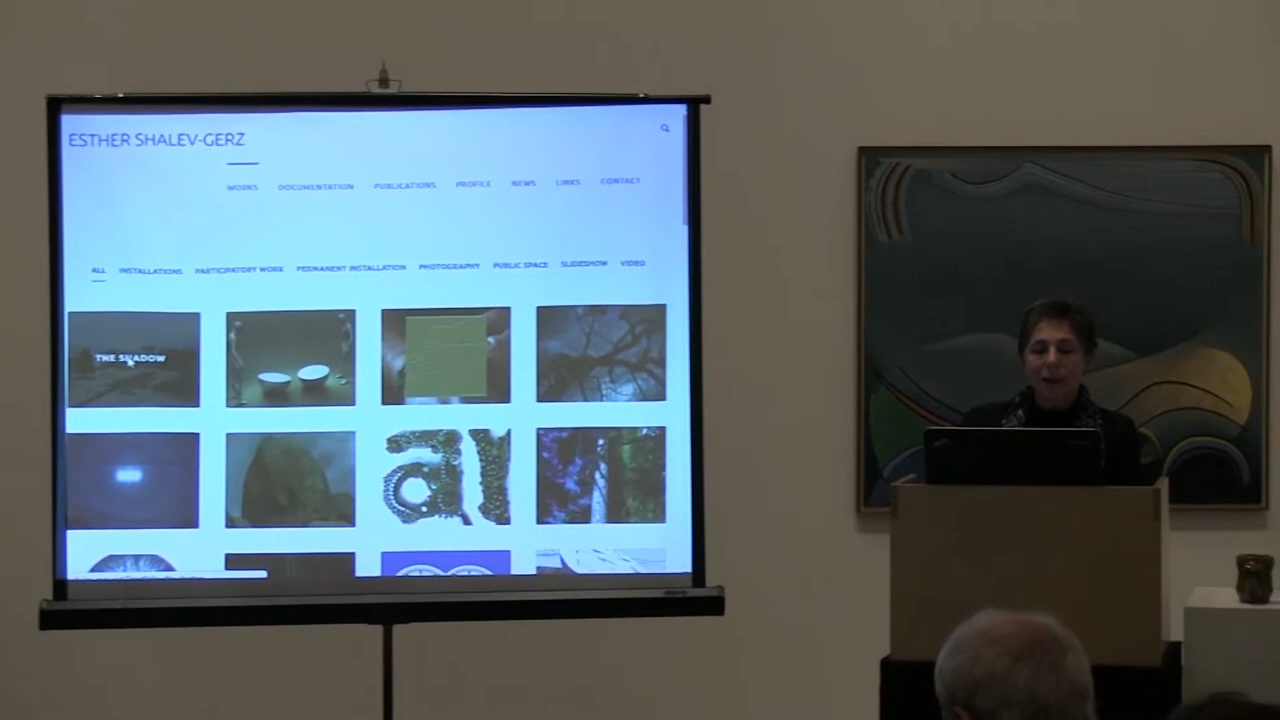 ESTHER SHALEV-GERZ
WORKS DOCUMENTATION PUBLICATIONS PROFILE NEWS LINKS CONTACT
ALL INSTALLATIONS PARTICIPATORY WORK PERMANENT INSTALLATION PHOTOGRAPHY PUBLIC SPACE SLIDESHOW VIDEO
THE SHADOW